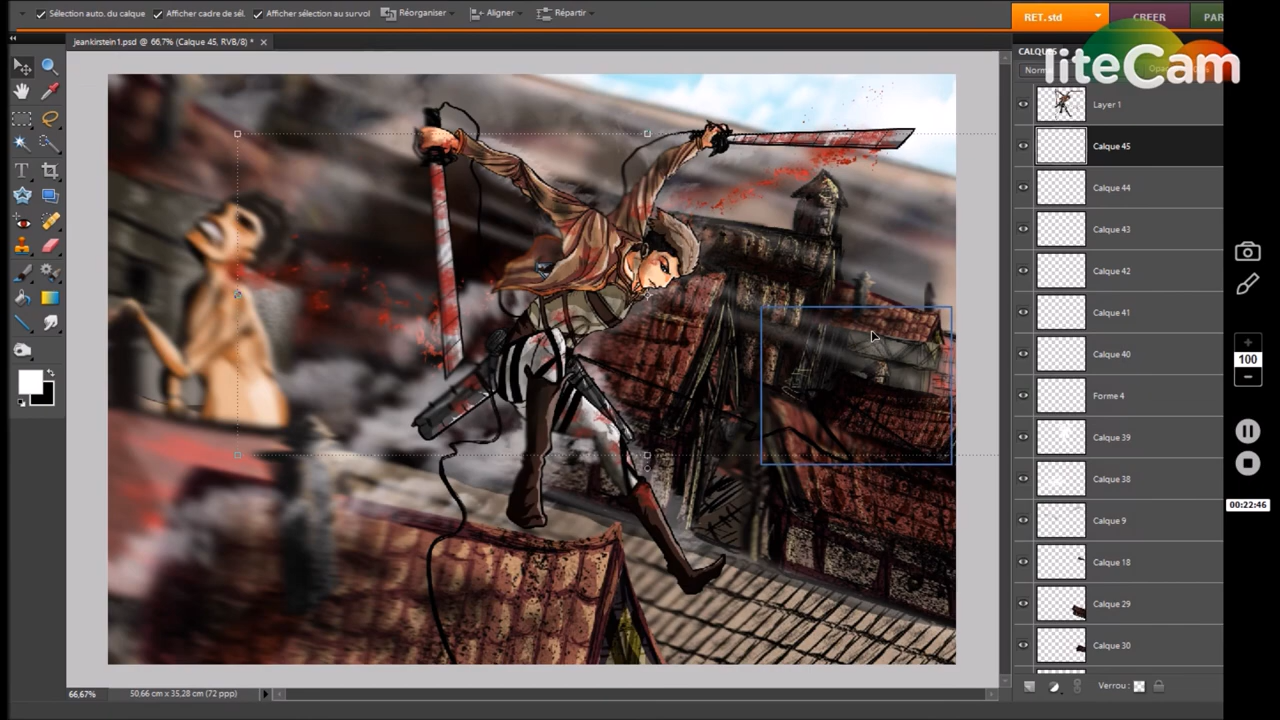 Sélection auto. du calque Afficher cadre de sél. Afficher sélection au survol Réorganiser Aligner Répartir
RET. std CREER PAR
jeankirstein1.psd @ 66,7% (Calque 45, RVB/8) *
liteCam
Layer 1
Calque 45
Calque 44
Calque 43
Calque 42
Calque 41
Calque 40
Forme 4
Calque 39
Calque 38
Calque 9
Calque 18
Calque 29
Calque 30
Verrou :
66,67% 50,66 cm x 35,28 cm (72 ppp)
100
00:22:46